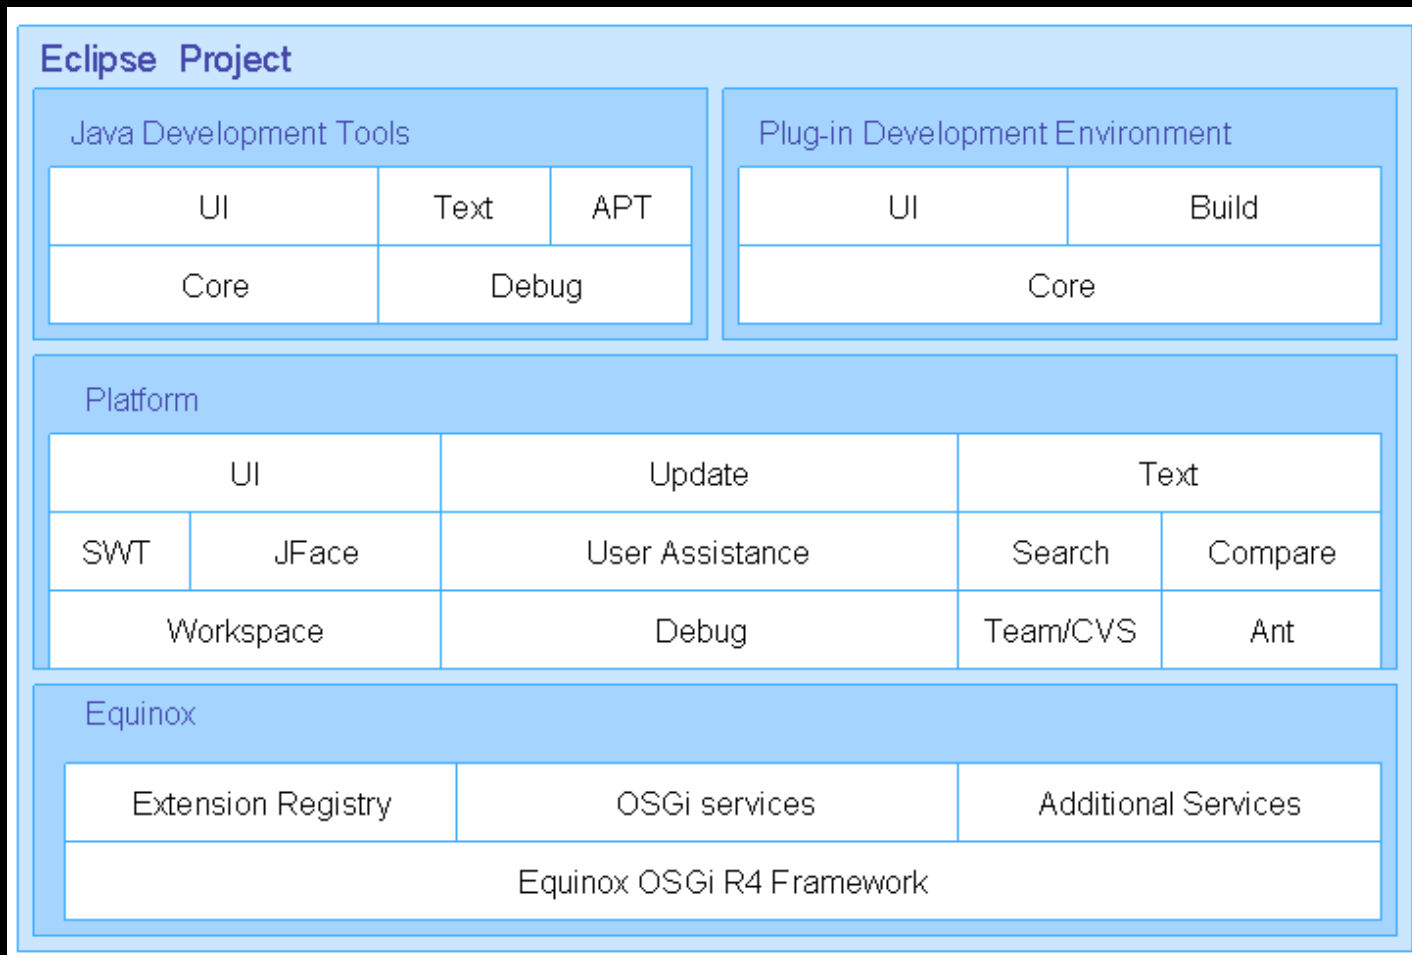 Eclipse Project
Java Development Tools
UI Text APT
Core Debug
Plug-in Development Environment
UI Build
Core
Platform
UI Update Text
SWT JFace User Assistance Search Compare
Workspace Debug Team/CVS Ant
Equinox
Extension Registry OSGi services Additional Services
Equinox OSGi R4 Framework